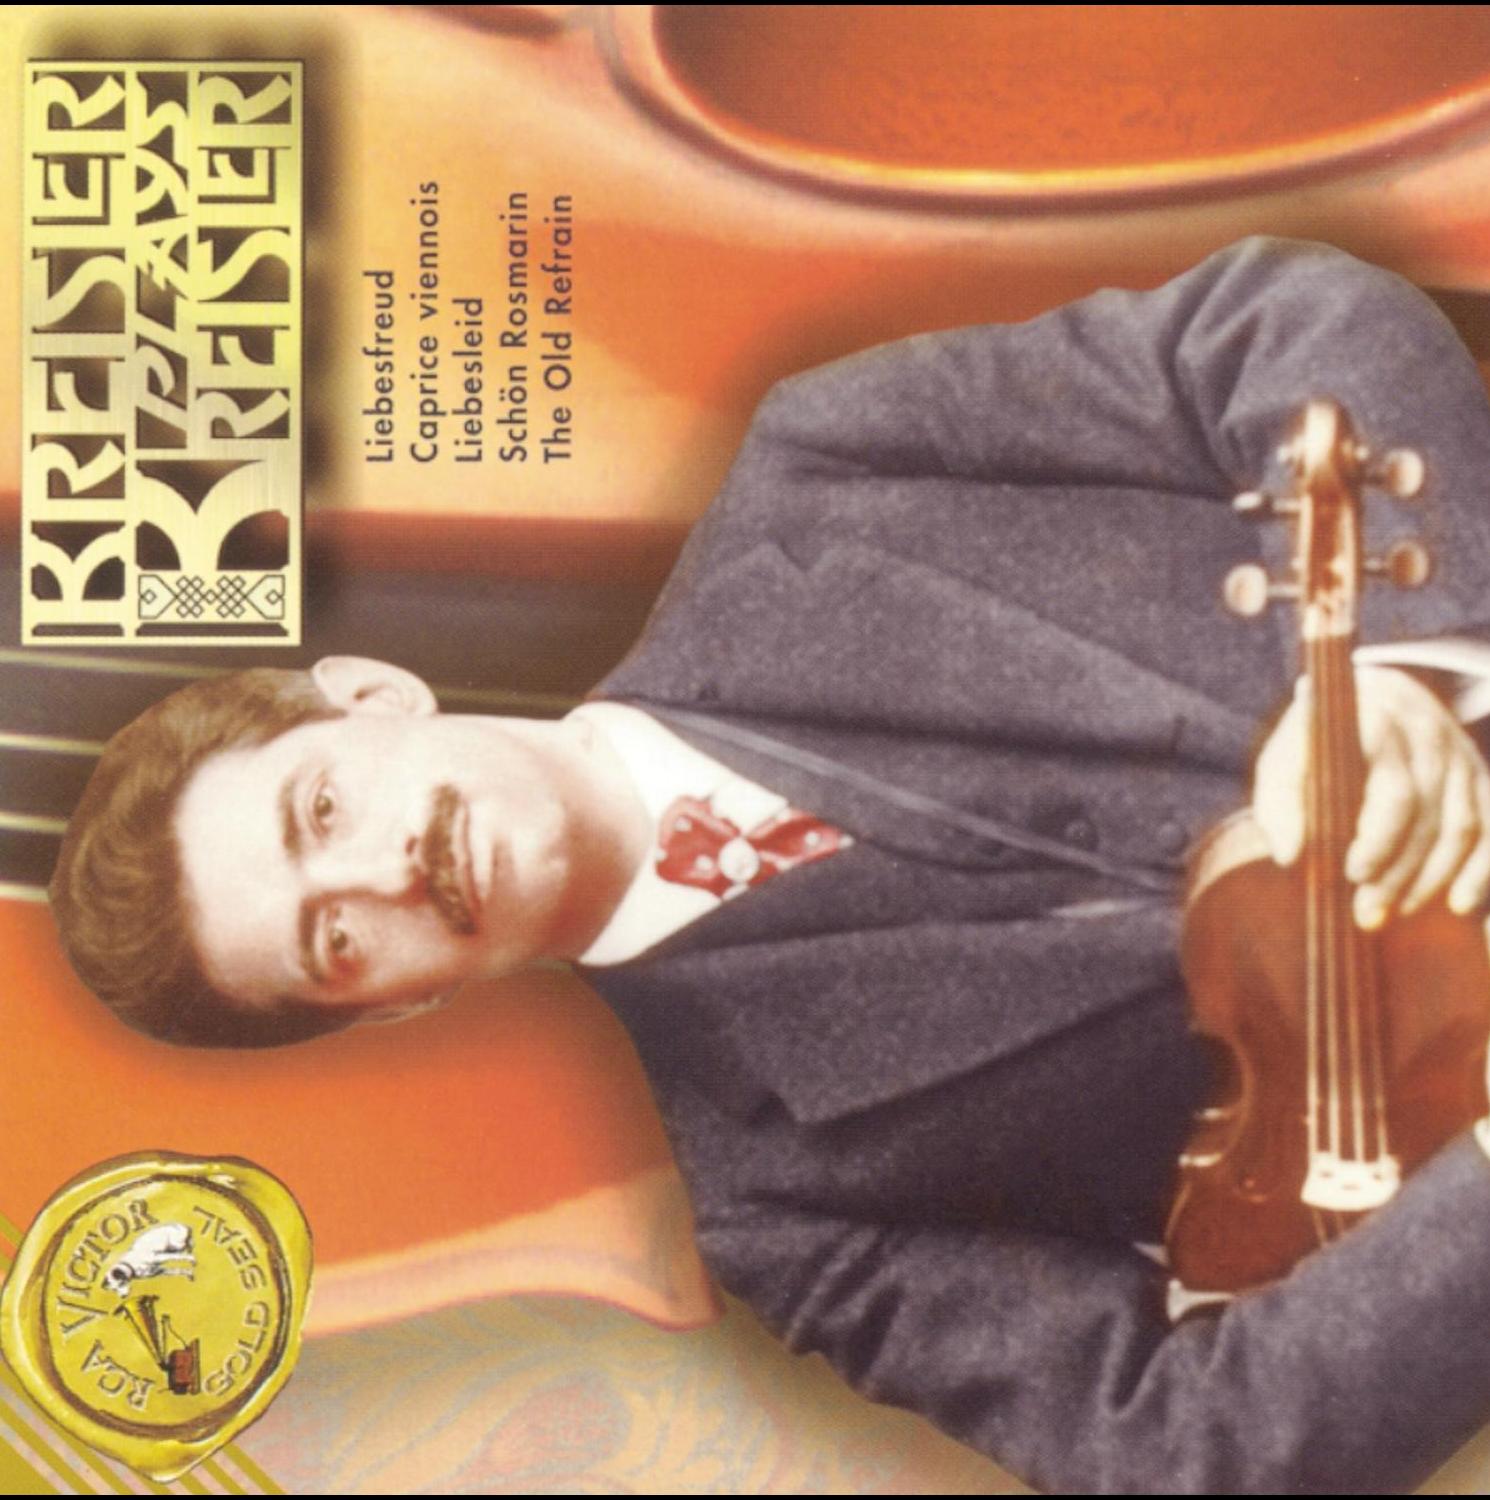 KREISLER
PLAYS
KREISLER
Liebesfreud
Caprice viennois
Liebesleid
Schön Rosmarin
The Old Refrain
RCA VICTOR
GOLD SEAL